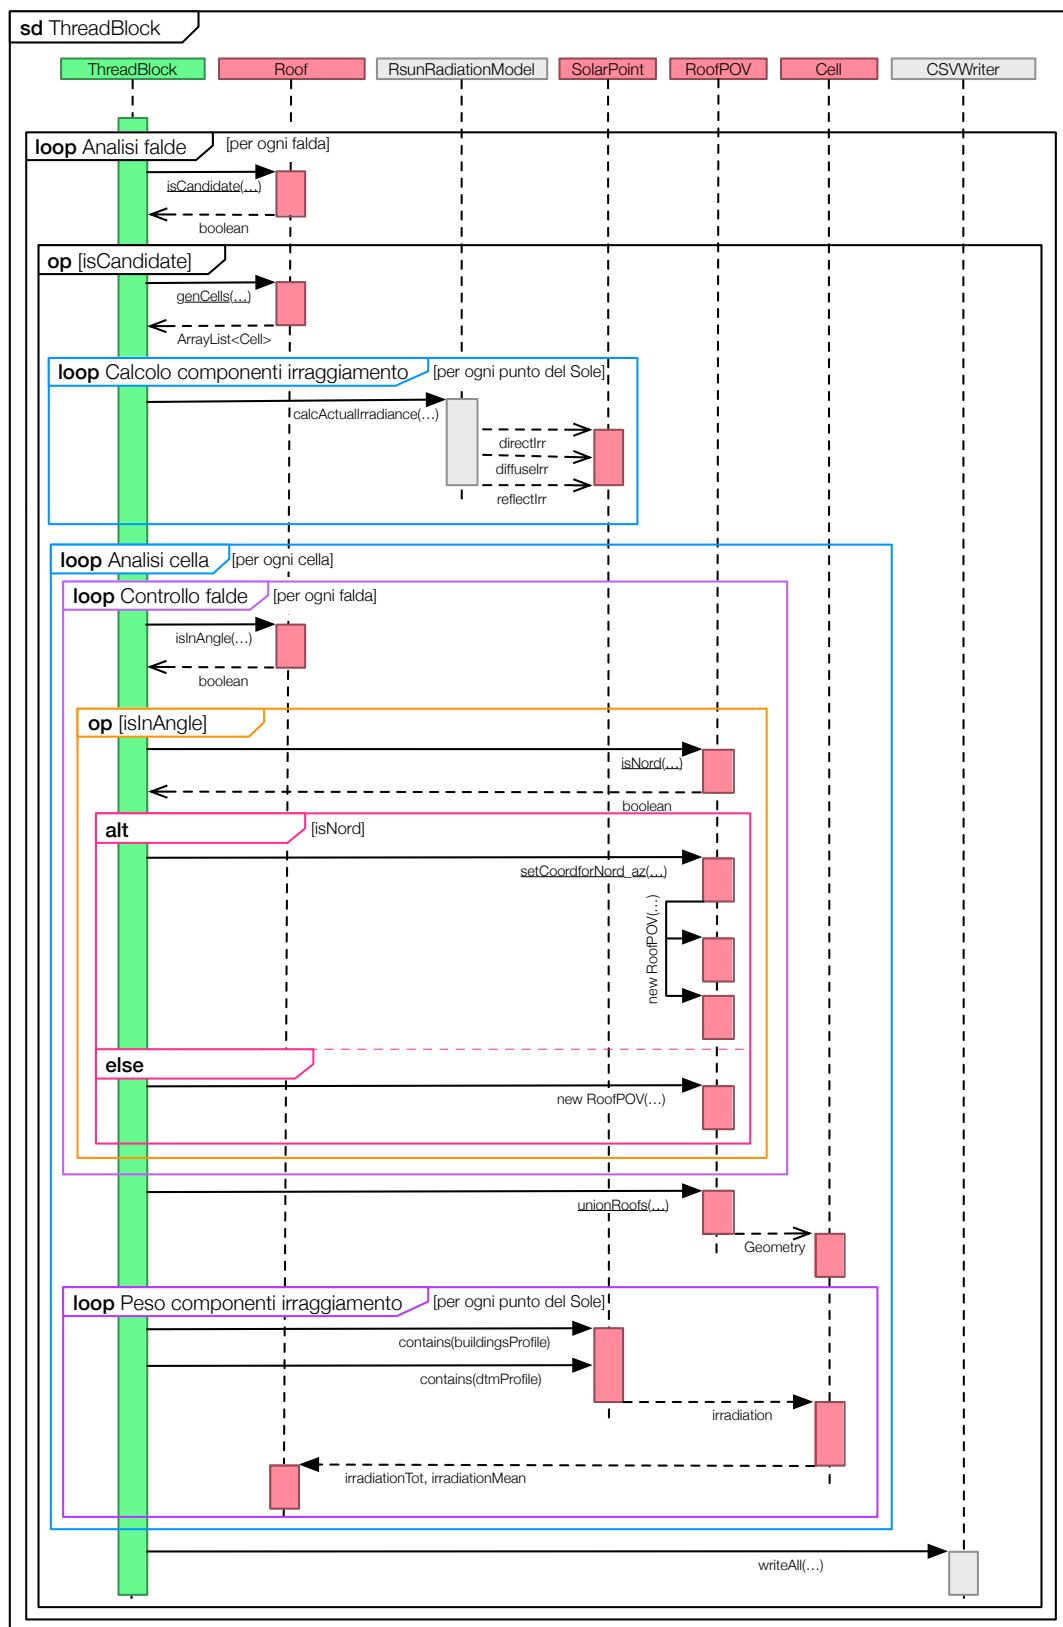 sd ThreadBlock
ThreadBlock
Roof
RsunRadiationModel
SolarPoint
RoofPOV
Cell
CSVWriter
loop Analisi falde
[per ogni falda]
isCandidate(...)
boolean
op [isCandidate]
genCells(...)
ArrayList<Cell>
loop Calcolo componenti irraggiamento
[per ogni punto del Sole]
calcActualIrradiance(...)
directIrr
diffuseIrr
reflectIrr
loop Analisi cella
[per ogni cella]
loop Controllo falde
[per ogni falda]
isInAngle(...)
boolean
op [isInAngle]
isNord(...)
boolean
alt
[isNord]
setCoordforNord_az(...)
new RoofPOV(...)
else
new RoofPOV(...)
unionRoofs(...)
Geometry
loop Peso componenti irraggiamento
[per ogni punto del Sole]
contains(buildingsProfile)
contains(dtmProfile)
irradiation
irradiationTot, irradiationMean
writeAll(...)